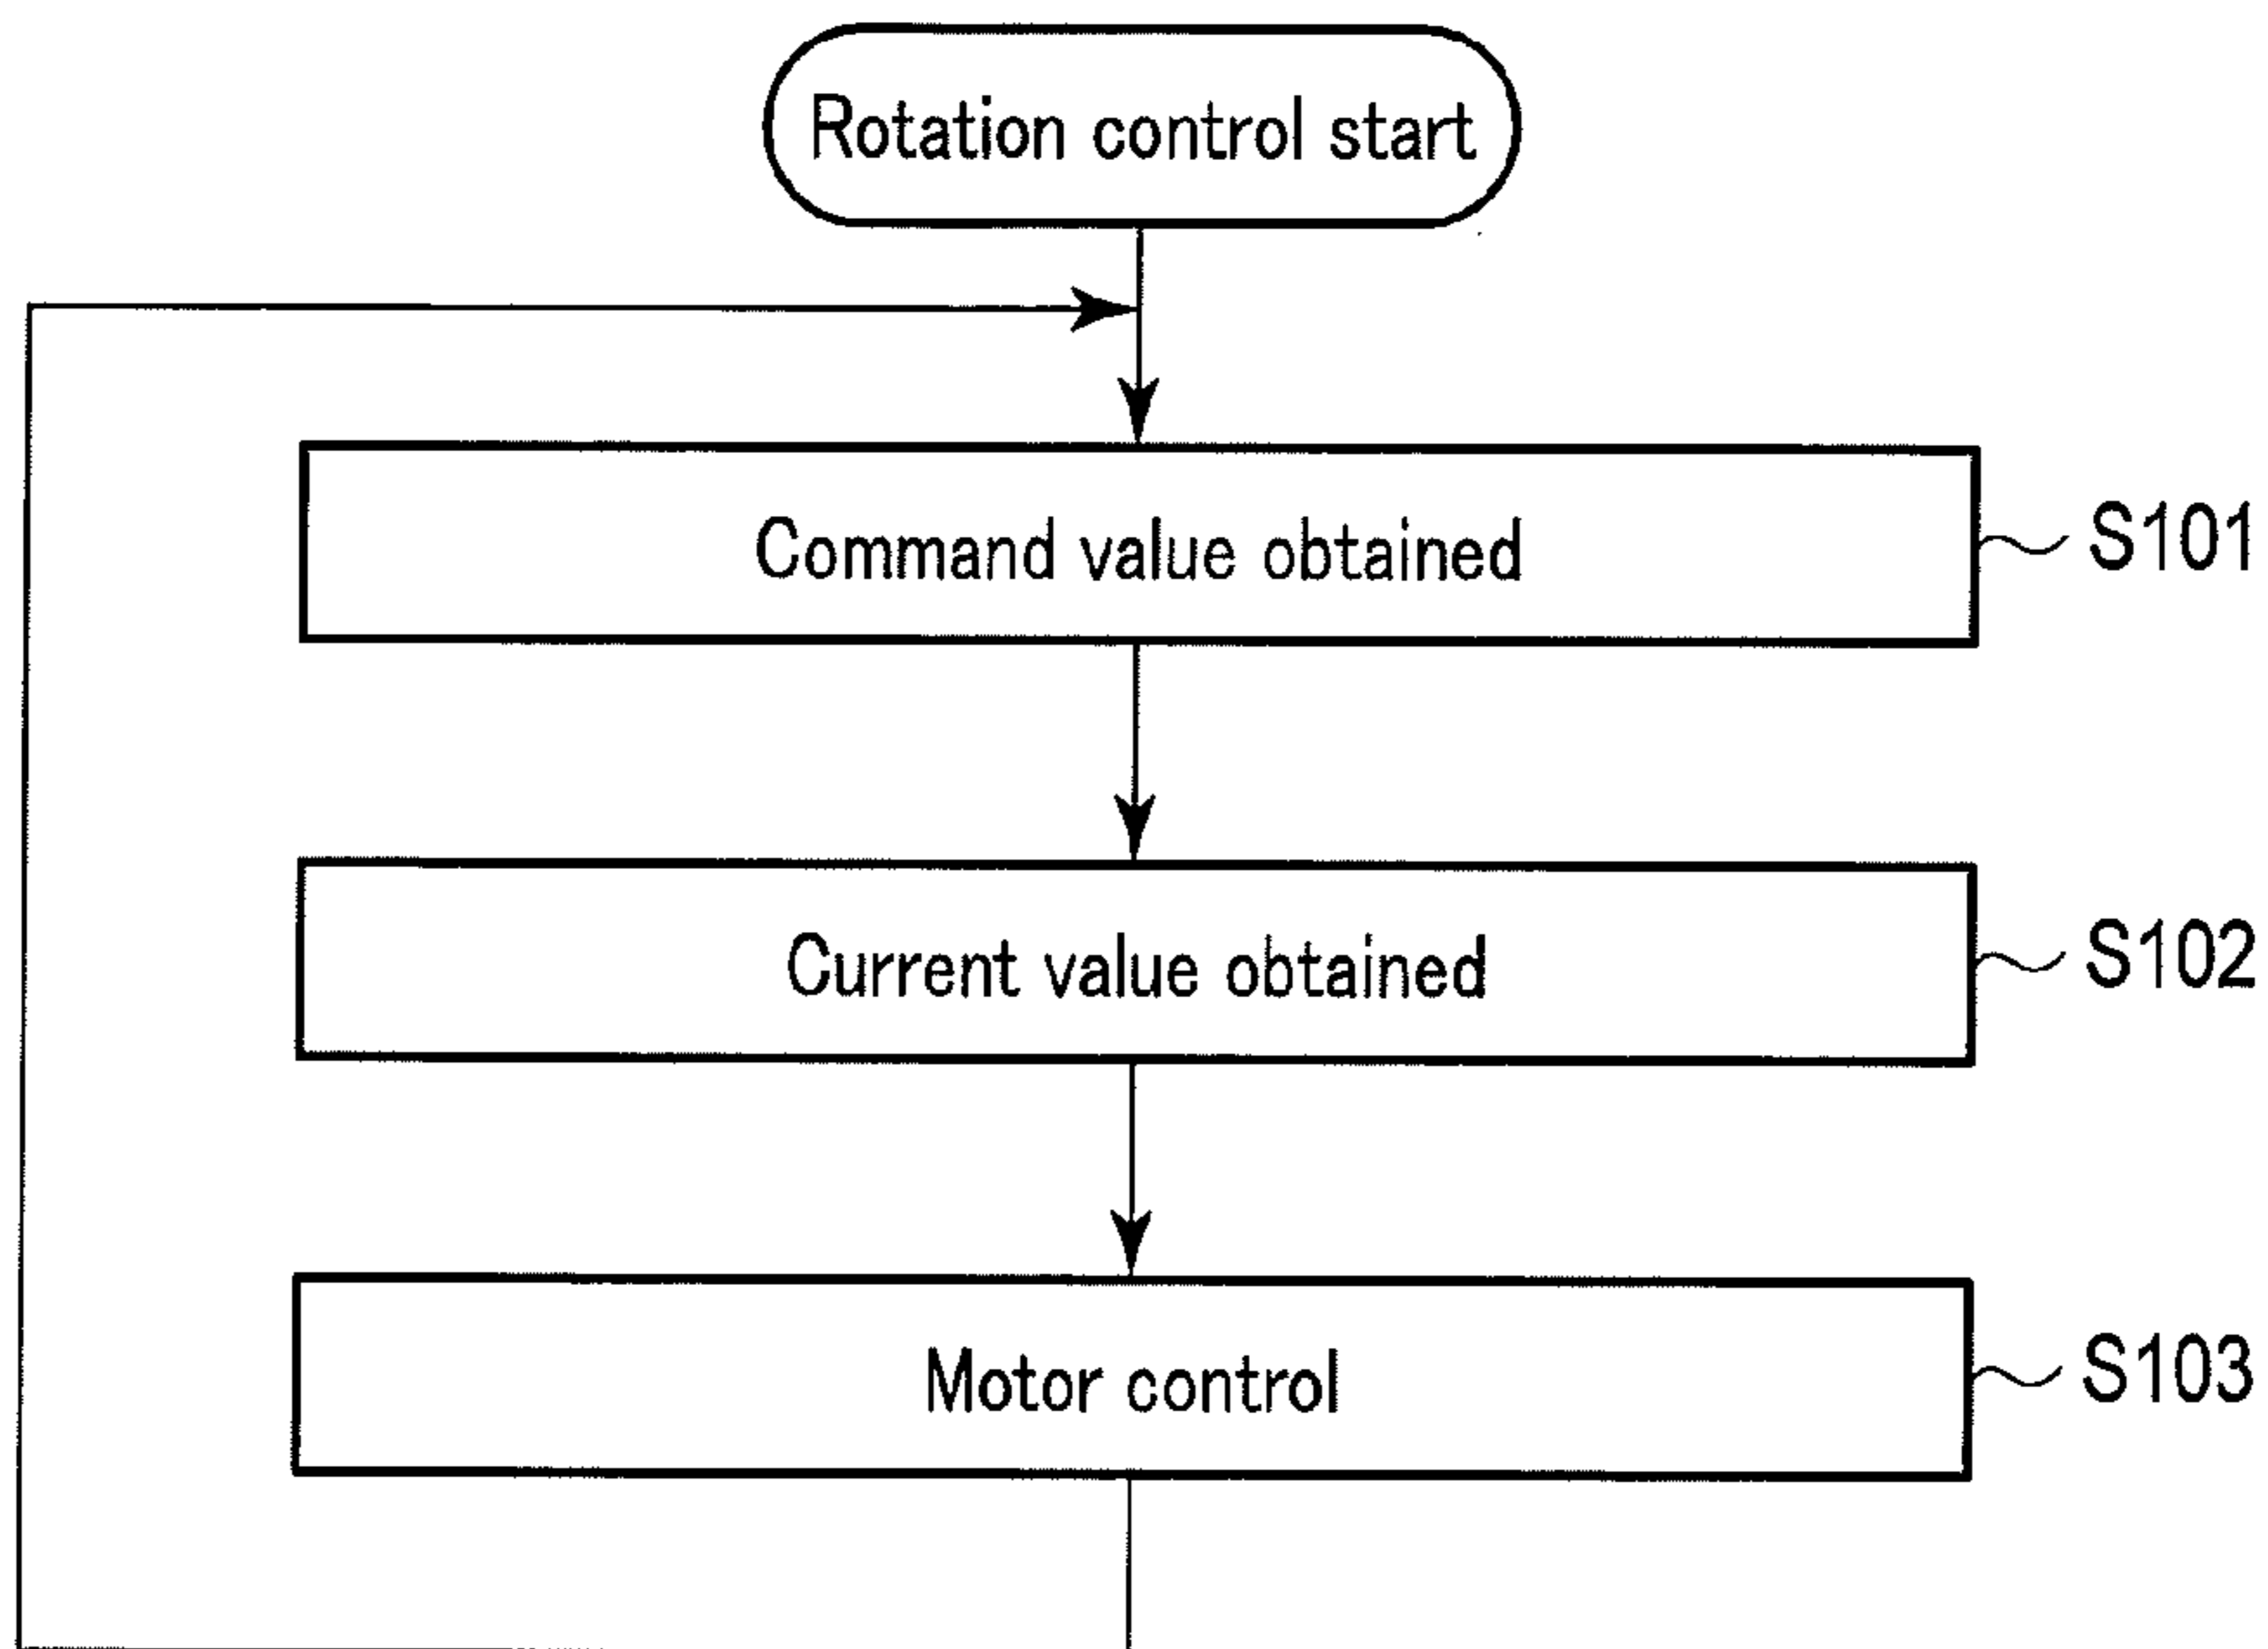 Rotation control start
Command value obtained
S101
Current value obtained
S102
Motor control
S103